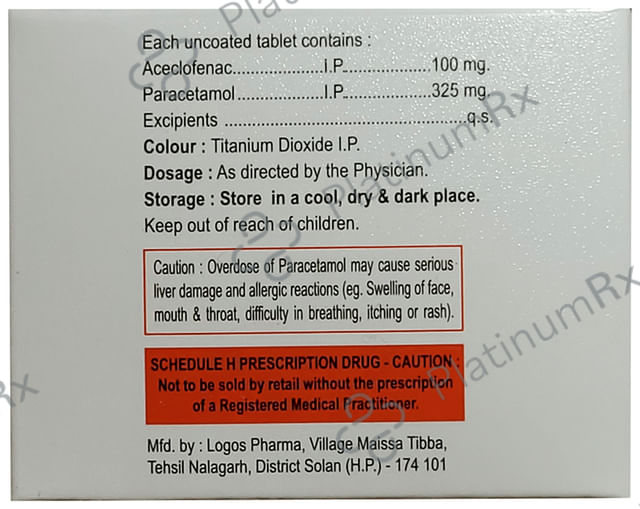 Each uncoated tablet contains :
Aceclofenac.....................I.P....................100 mg.
Paracetamol ....................I.P....................325 mg.
Excipients ..........................................................q.s.
Colour : Titanium Dioxide I.P.
Dosage : As directed by the Physician.
Storage : Store in a cool, dry & dark place.
Keep out of reach of children.
Caution : Overdose of Paracetamol may cause serious
liver damage and allergic reactions (eg. Swelling of face,
mouth & throat, difficulty in breathing, itching or rash).
SCHEDULE H PRESCRIPTION DRUG - CAUTION :
Not to be sold by retail without the prescription
of a Registered Medical Practitioner.
Mfd. by : Logos Pharma, Village Maissa Tibba,
Tehsil Nalagarh, District Solan (H.P.) - 174 101
PlatinumRx
PlatinumRx
Platin
Rx